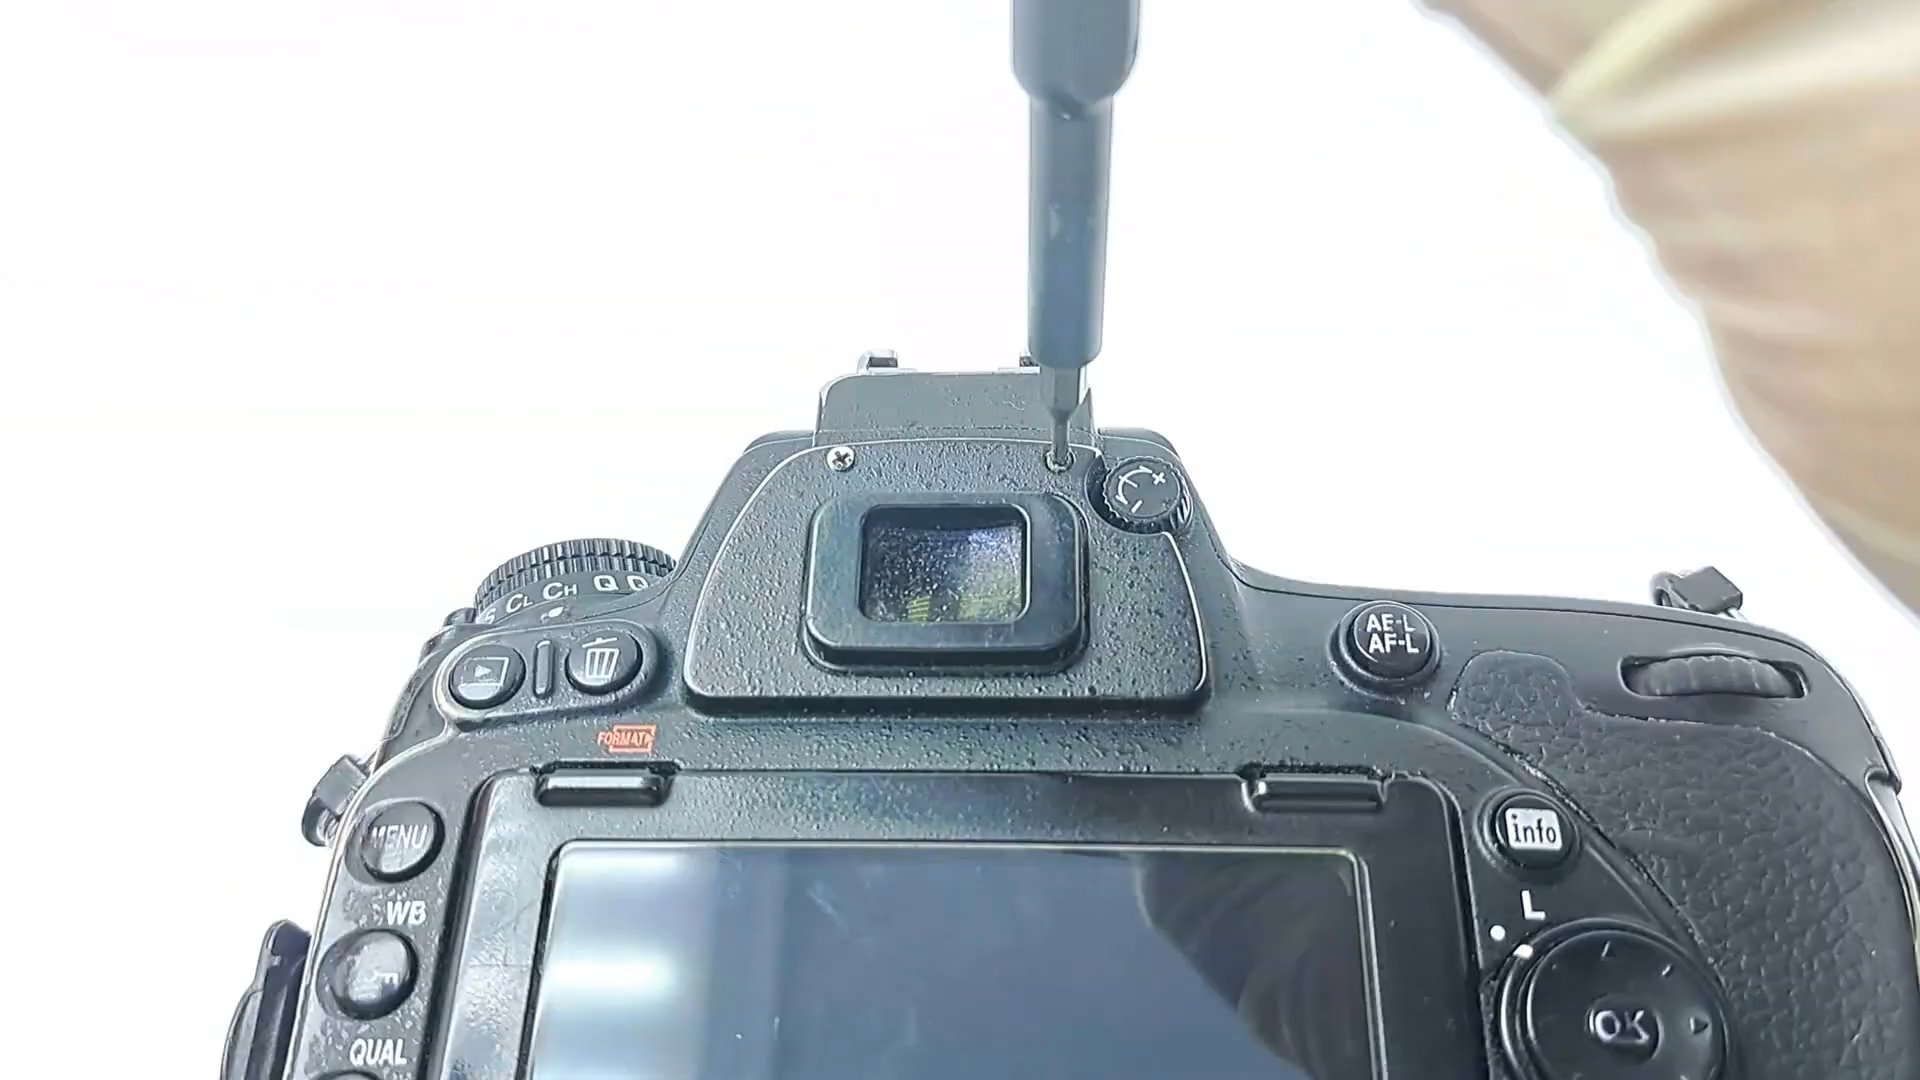 CL CH Q Q
AE-L
AF-L
FORMAT
MENU
info
WB
L
OK
QUAL